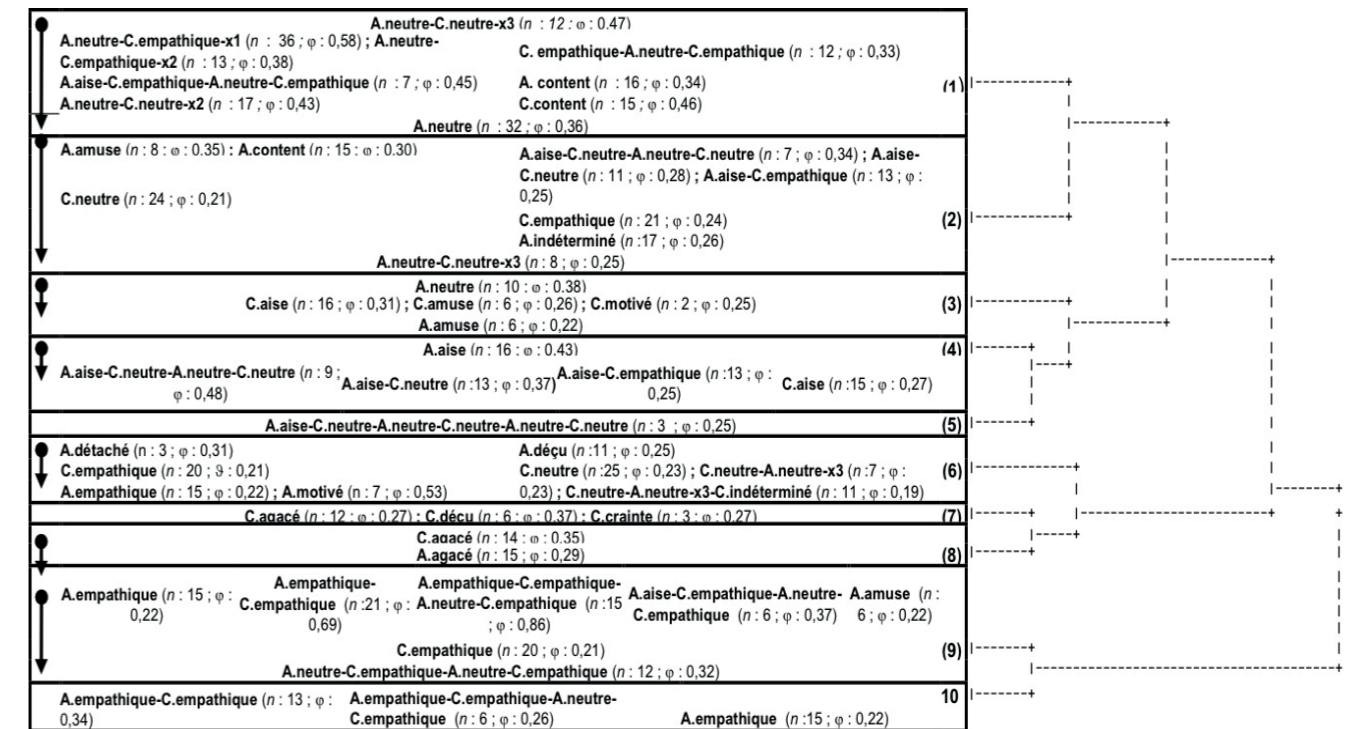 A.neutre-C.neutre-x3 (n : 12 : φ : 0.47)
A.neutre-C.empathique-x1 (n : 36 ; φ : 0,58) ; A.neutre-
C.empathique-x2 (n : 13 ; φ : 0,38)
C. empathique-A.neutre-C.empathique (n : 12 ; φ : 0,33)
A.aise-C.empathique-A.neutre-C.empathique (n : 7 ; φ : 0,45)
A. content (n : 16 ; φ : 0,34)
(1)
A.neutre-C.neutre-x2 (n : 17 ; φ : 0,43)
C.content (n : 15 ; φ : 0,46)
A.neutre (n : 32 ; φ : 0,36)
A.amuse (n : 8 : φ : 0.35) : A.content (n : 15 : φ : 0.30)
A.aise-C.neutre-A.neutre-C.neutre (n : 7 ; φ : 0,34) ; A.aise-
C.neutre (n : 11 ; φ : 0,28) ; A.aise-C.empathique (n : 13 ; φ :
0,25)
C.neutre (n : 24 ; φ : 0,21)
C.empathique (n : 21 ; φ : 0,24)
(2)
A.indéterminé (n :17 ; φ : 0,26)
A.neutre-C.neutre-x3 (n : 8 ; φ : 0,25)
A.neutre (n : 10 : φ : 0.38)
C.aise (n : 16 ; φ : 0,31) ; C.amuse (n : 6 ; φ : 0,26) ; C.motivé (n : 2 ; φ : 0,25)
(3)
A.amuse (n : 6 ; φ : 0,22)
A.aise (n : 16 : φ : 0.43)
(4)
A.aise-C.neutre-A.neutre-C.neutre (n : 9 ;
φ : 0,48)
A.aise-C.neutre (n :13 ; φ : 0,37)
A.aise-C.empathique (n :13 ; φ :
0,25)
C.aise (n :15 ; φ : 0,27)
A.aise-C.neutre-A.neutre-C.neutre-A.neutre-C.neutre (n : 3 ; φ : 0,25)
(5)
A.détaché (n : 3 ; φ : 0,31)
A.déçu (n :11 ; φ : 0,25)
C.empathique (n : 20 ; ϑ : 0,21)
C.neutre (n :25 ; φ : 0,23) ; C.neutre-A.neutre-x3 (n :7 ; φ :
(6)
A.empathique (n : 15 ; φ : 0,22) ; A.motivé (n : 7 ; φ : 0,53)
0,23) ; C.neutre-A.neutre-x3-C.indéterminé (n : 11 ; φ : 0,19)
C.agacé (n : 12 : φ : 0.27) : C.décu (n : 6 : φ : 0.37) : C.crainte (n : 3 : φ : 0.27)
(7)
C.agacé (n : 14 : φ : 0.35)
A.agacé (n : 15 ; φ : 0,29)
(8)
A.empathique (n : 15 ; φ :
0,22)
A.empathique-
C.empathique (n :21 ; φ :
0,69)
A.empathique-C.empathique-
A.neutre-C.empathique (n :15
; φ : 0,86)
A.aise-C.empathique-A.neutre-
C.empathique (n : 6 ; φ : 0,37)
A.amuse (n :
6 ; φ : 0,22)
C.empathique (n : 20 ; φ : 0,21)
(9)
A.neutre-C.empathique-A.neutre-C.empathique (n : 12 ; φ : 0,32)
A.empathique-C.empathique (n : 13 ; φ :
0,34)
A.empathique-C.empathique-A.neutre-
C.empathique (n : 6 ; φ : 0,26)
A.empathique (n :15 ; φ : 0,22)
10